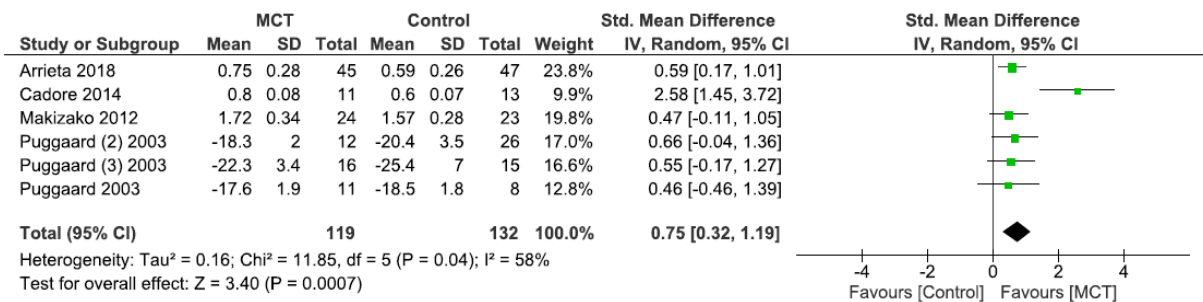 MCT Control Std. Mean Difference Std. Mean Difference
Study or Subgroup Mean SD Total Mean SD Total Weight IV, Random, 95% CI IV, Random, 95% CI
Arrieta 2018 0.75 0.28 45 0.59 0.26 47 23.8% 0.59 [0.17, 1.01]
Cadore 2014 0.8 0.08 11 0.6 0.07 13 9.9% 2.58 [1.45, 3.72]
Makizako 2012 1.72 0.34 24 1.57 0.28 23 19.8% 0.47 [-0.11, 1.05]
Puggaard (2) 2003 -18.3 2 12 -20.4 3.5 26 17.0% 0.66 [-0.04, 1.36]
Puggaard (3) 2003 -22.3 3.4 16 -25.4 7 15 16.6% 0.55 [-0.17, 1.27]
Puggaard 2003 -17.6 1.9 11 -18.5 1.8 8 12.8% 0.46 [-0.46, 1.39]
Total (95% CI) 119 132 100.0% 0.75 [0.32, 1.19]
Heterogeneity: Tau² = 0.16; Chi² = 11.85, df = 5 (P = 0.04); I² = 58%
Test for overall effect: Z = 3.40 (P = 0.0007)
-4 -2 0 2 4
Favours [Control] Favours [MCT]